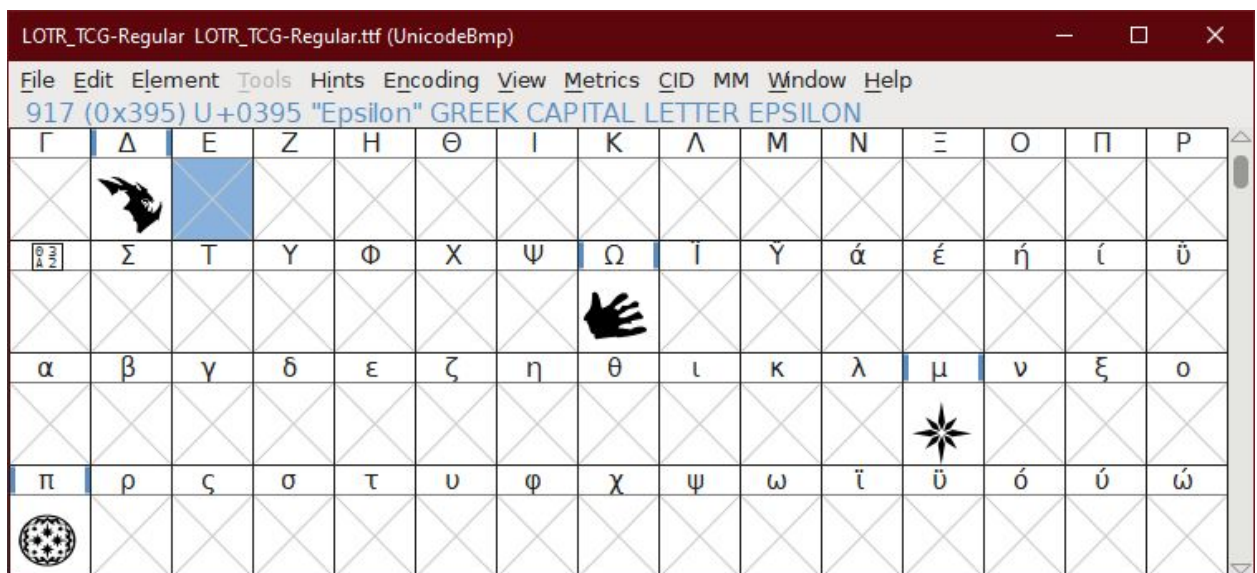 LOTR_TCG-Regular LOTR_TCG-Regular.ttf (UnicodeBmp)
File Edit Element Tools Hints Encoding View Metrics CID MM Window Help
917 (0x395) U+0395 "Epsilon" GREEK CAPITAL LETTER EPSILON
Γ Δ Ε Ζ Η Θ Ι Κ Λ Μ Ν Ξ Ο Π Ρ
Σ Τ Υ Φ Χ Ψ Ω Ϊ Ϋ ά έ ή ί ΰ
α β γ δ ε ζ η θ ι κ λ μ ν ξ ο
π ρ ς σ τ υ φ χ ψ ω ϊ ϋ ό ύ ώ